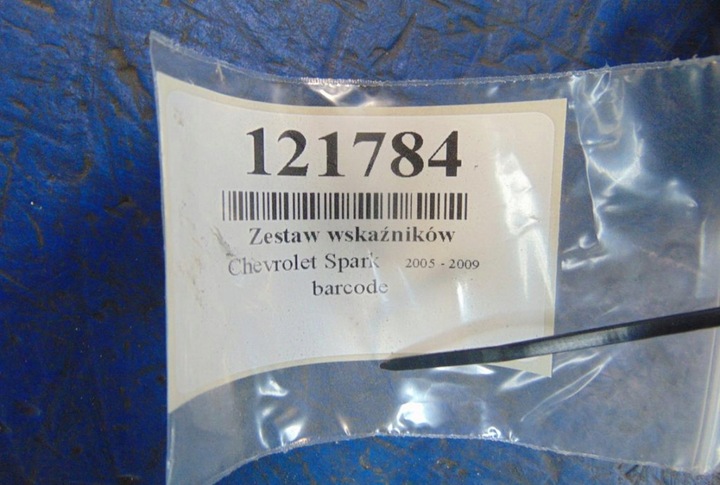 121784
Zestaw wskaźników
Chevrolet Spark 2005 - 2009
barcode